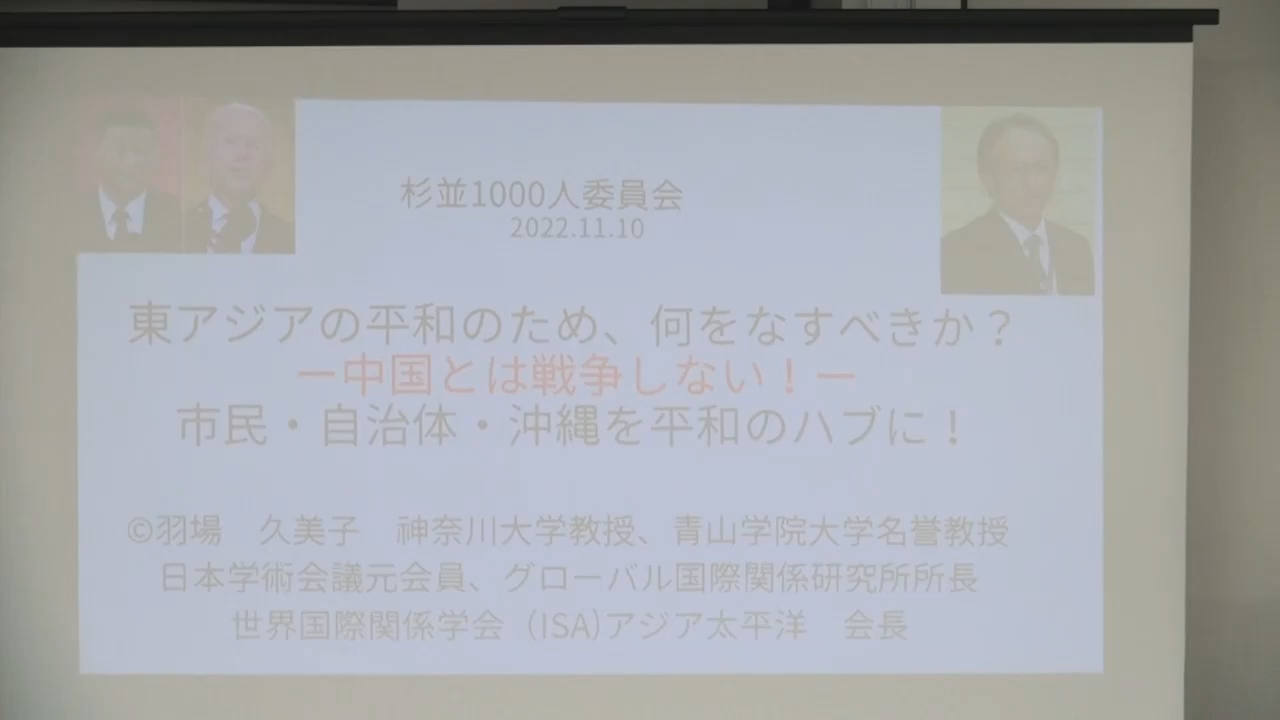 杉並1000人委員会
2022.11.10
東アジアの平和のため、何をなすべきか？
ー中国とは戦争しない！ー
市民・自治体・沖縄を平和のハブに！
©羽場　久美子　神奈川大学教授、青山学院大学名誉教授
日本学術会議元会員、グローバル国際関係研究所所長
世界国際関係学会（ISA)アジア太平洋　会長